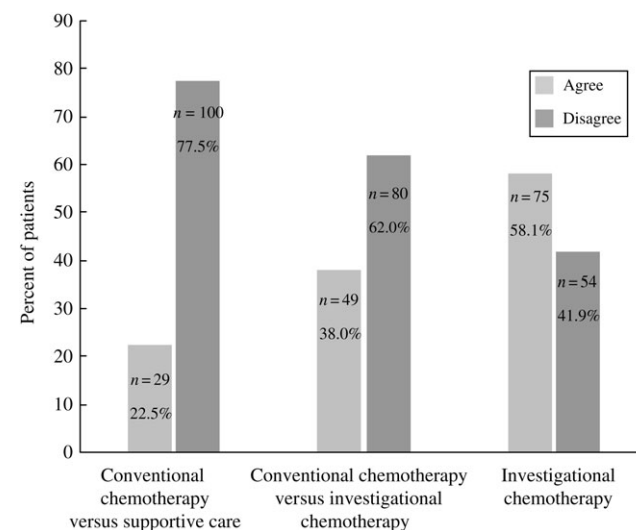 90
80
70
60
50
40
30
20
10
0
Percent of patients
Agree
Disagree
n = 100
77.5%
n = 29
22.5%
n = 80
62.0%
n = 49
38.0%
n = 75
58.1%
n = 54
41.9%
Conventional
chemotherapy
versus supportive care
Conventional chemotherapy
versus investigational
chemotherapy
Investigational
chemotherapy